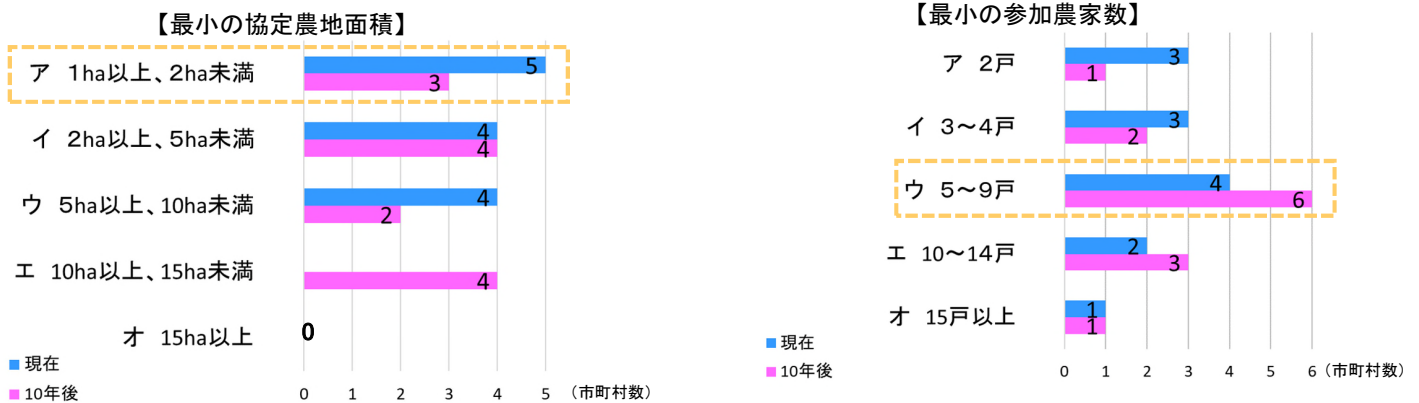 【最小の協定農地面積】
ア 1ha以上、2ha未満
5
3
イ 2ha以上、5ha未満
4
4
ウ 5ha以上、10ha未満
4
2
エ 10ha以上、15ha未満
4
オ 15ha以上
0
現在
10年後
0 1 2 3 4 5 （市町村数）
【最小の参加農家数】
ア 2戸
3
1
イ 3～4戸
3
2
ウ 5～9戸
4
6
エ 10～14戸
2
3
オ 15戸以上
1
1
現在
10年後
0 1 2 3 4 5 6 （市町村数）